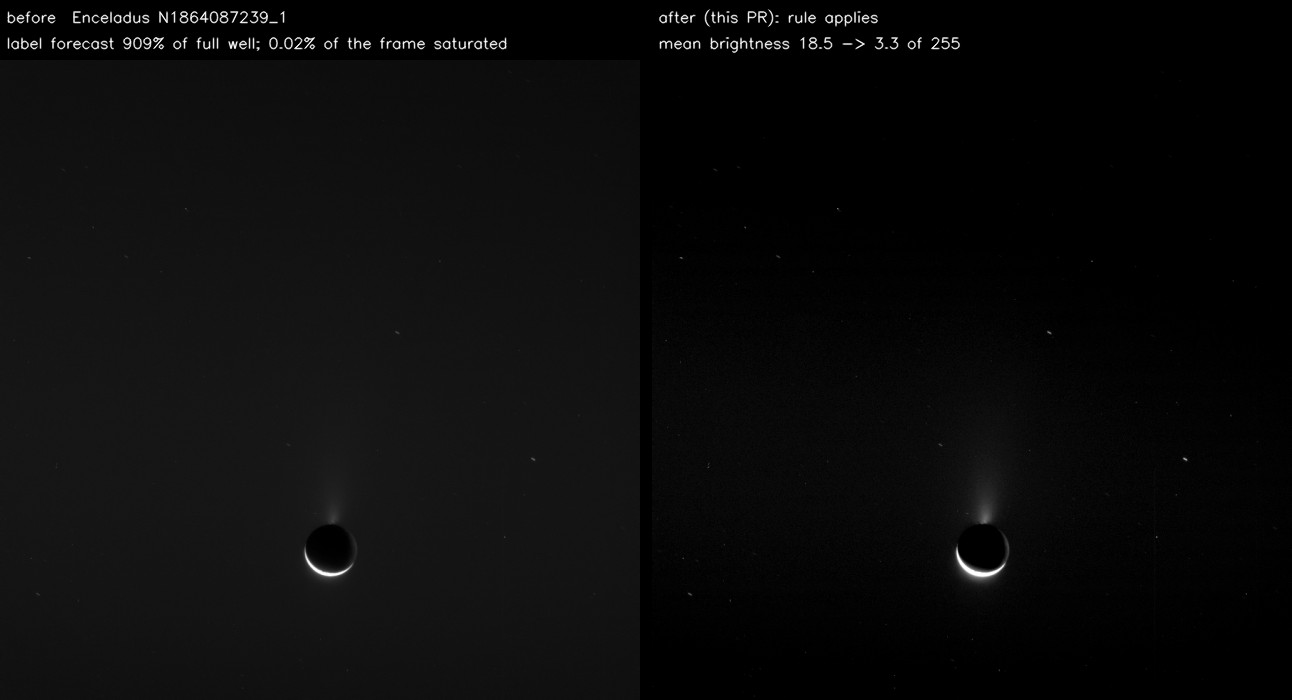 before Enceladus N1864087239_1
label forecast 909% of full well; 0.02% of the frame saturated
after (this PR): rule applies
mean brightness 18.5 -> 3.3 of 255